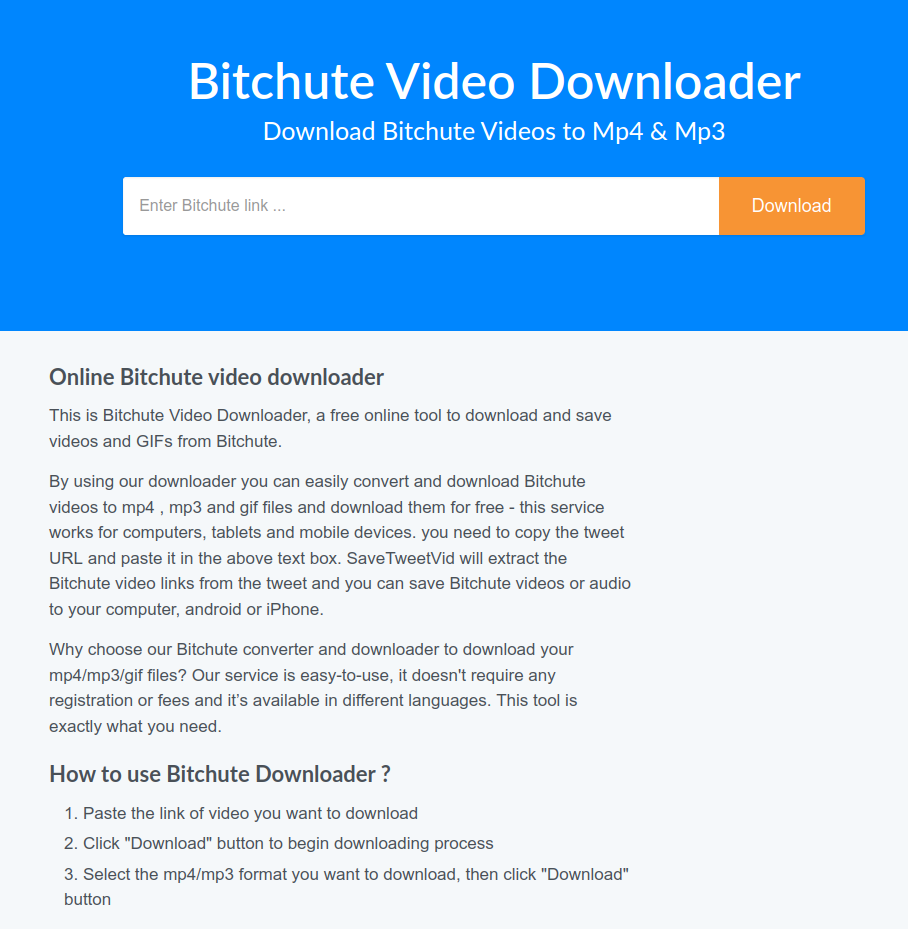 Bitchute Video Downloader
Download Bitchute Videos to Mp4 & Mp3
Enter Bitchute link ...
Download
Online Bitchute video downloader
This is Bitchute Video Downloader, a free online tool to download and save
videos and GIFs from Bitchute.
By using our downloader you can easily convert and download Bitchute
videos to mp4 , mp3 and gif files and download them for free - this service
works for computers, tablets and mobile devices. you need to copy the tweet
URL and paste it in the above text box. SaveTweetVid will extract the
Bitchute video links from the tweet and you can save Bitchute videos or audio
to your computer, android or iPhone.
Why choose our Bitchute converter and downloader to download your
mp4/mp3/gif files? Our service is easy-to-use, it doesn't require any
registration or fees and it’s available in different languages. This tool is
exactly what you need.
How to use Bitchute Downloader ?
1. Paste the link of video you want to download
2. Click "Download" button to begin downloading process
3. Select the mp4/mp3 format you want to download, then click "Download"
button